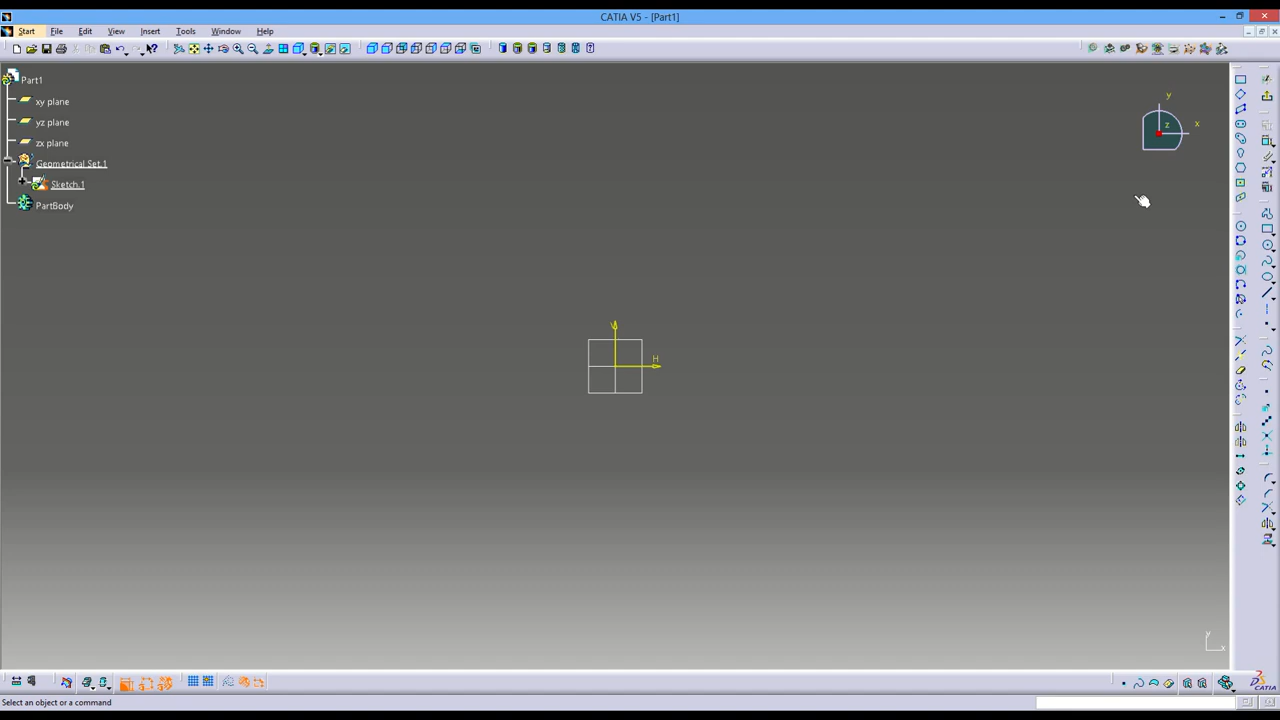 CATIA V5 - [Part1]
Start File Edit View Insert Tools Window Help
Part1
xy plane
yz plane
zx plane
Geometrical Set.1
Sketch.1
PartBody
y
z
x
V
H
y
x
CATIA
Select an object or a command